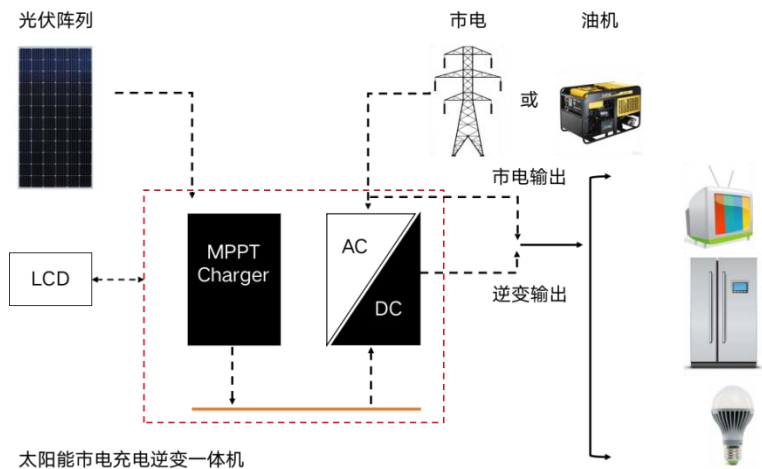 光伏阵列
市电
油机
或
市电输出
MPPT
Charger
AC
LCD
逆变输出
DC
太阳能市电充电逆变一体机